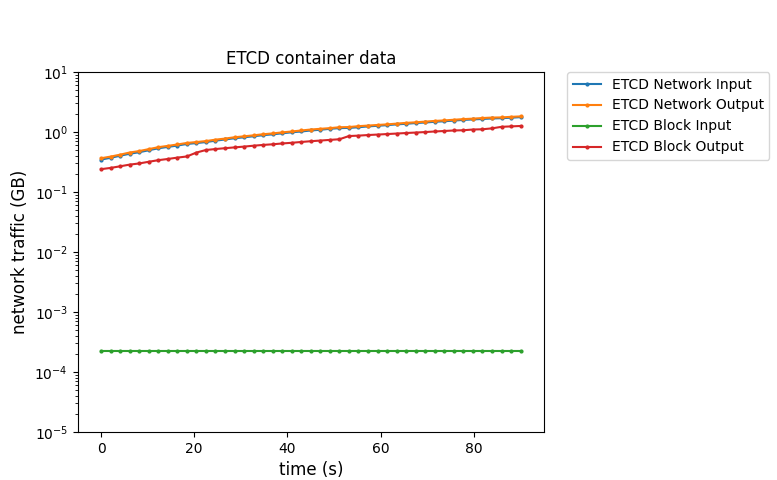 ETCD container data
ETCD Network Input
ETCD Network Output
ETCD Block Input
ETCD Block Output
network traffic (GB)
10^1
10^0
10^-1
10^-2
10^-3
10^-4
10^-5
0 20 40 60 80
time (s)